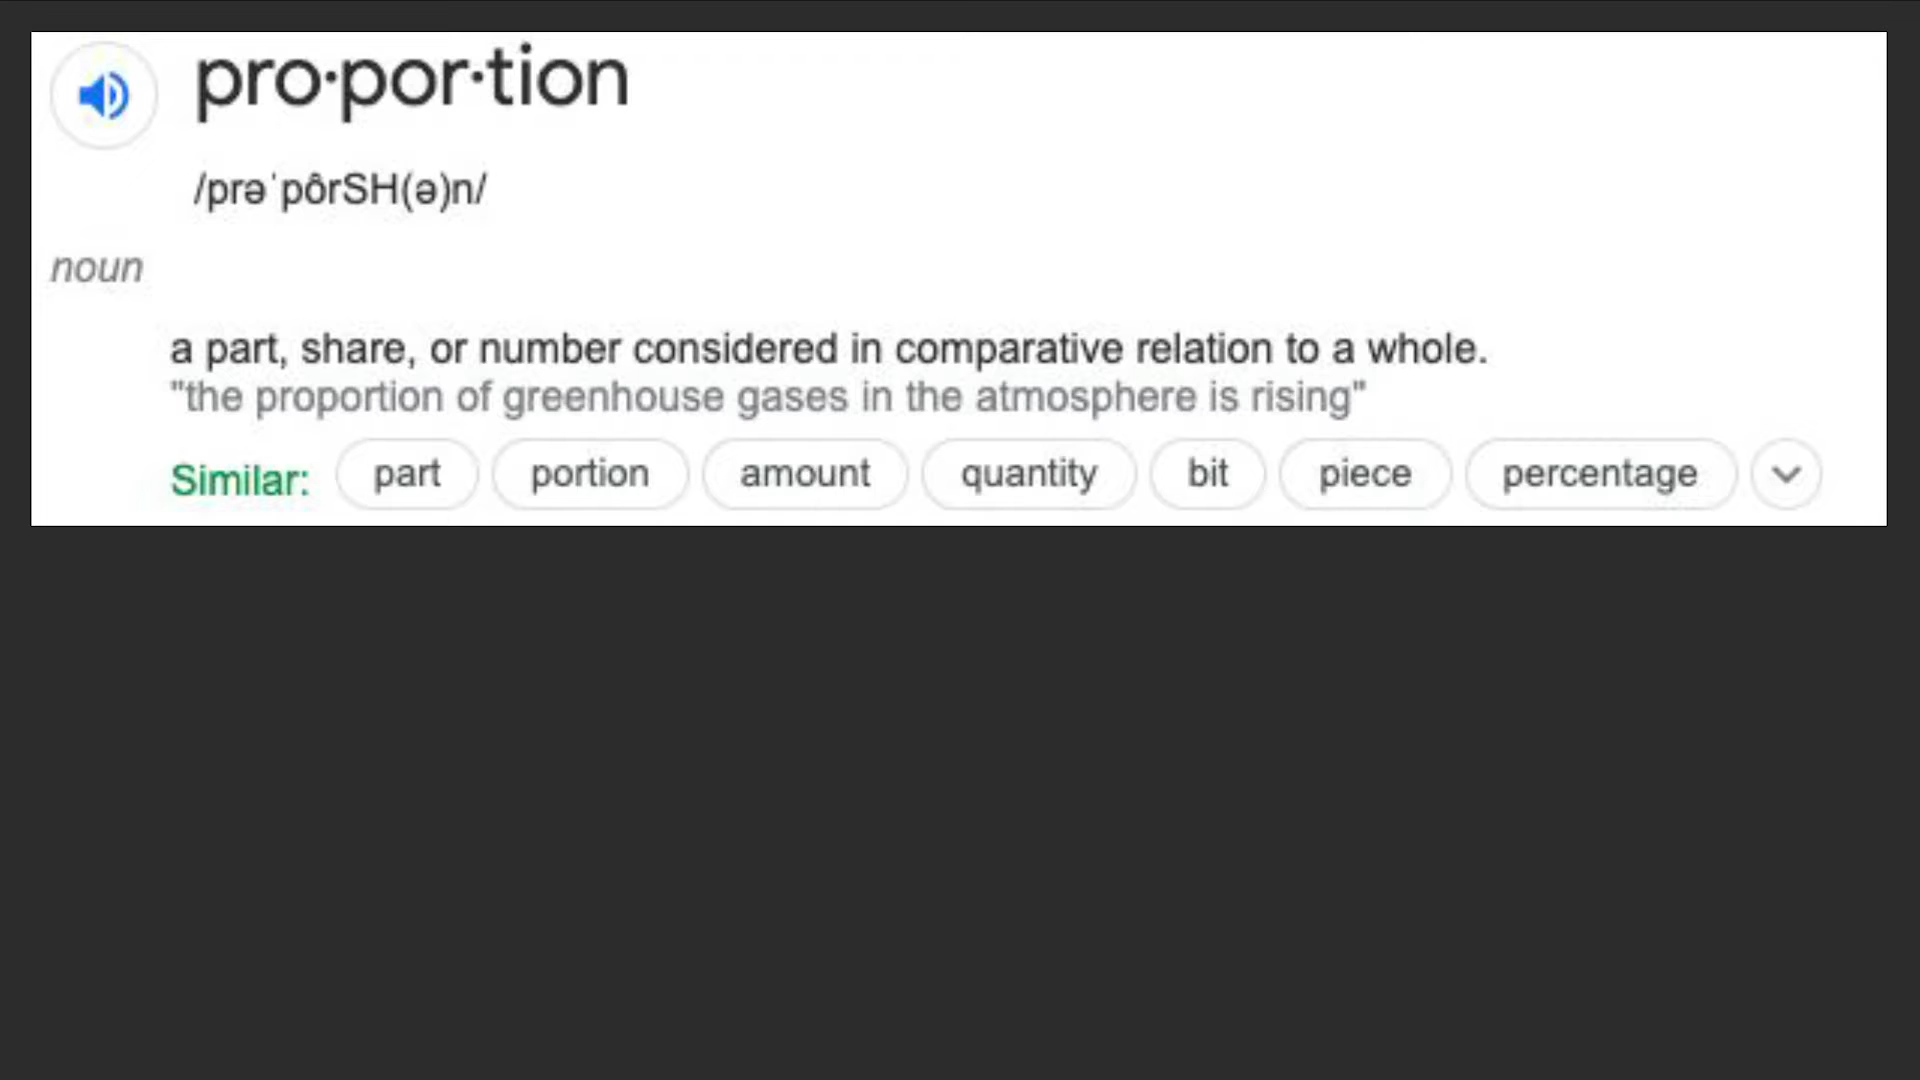 pro·por·tion
/prəˈpôrSH(ə)n/
noun
a part, share, or number considered in comparative relation to a whole.
"the proportion of greenhouse gases in the atmosphere is rising"
Similar: part portion amount quantity bit piece percentage